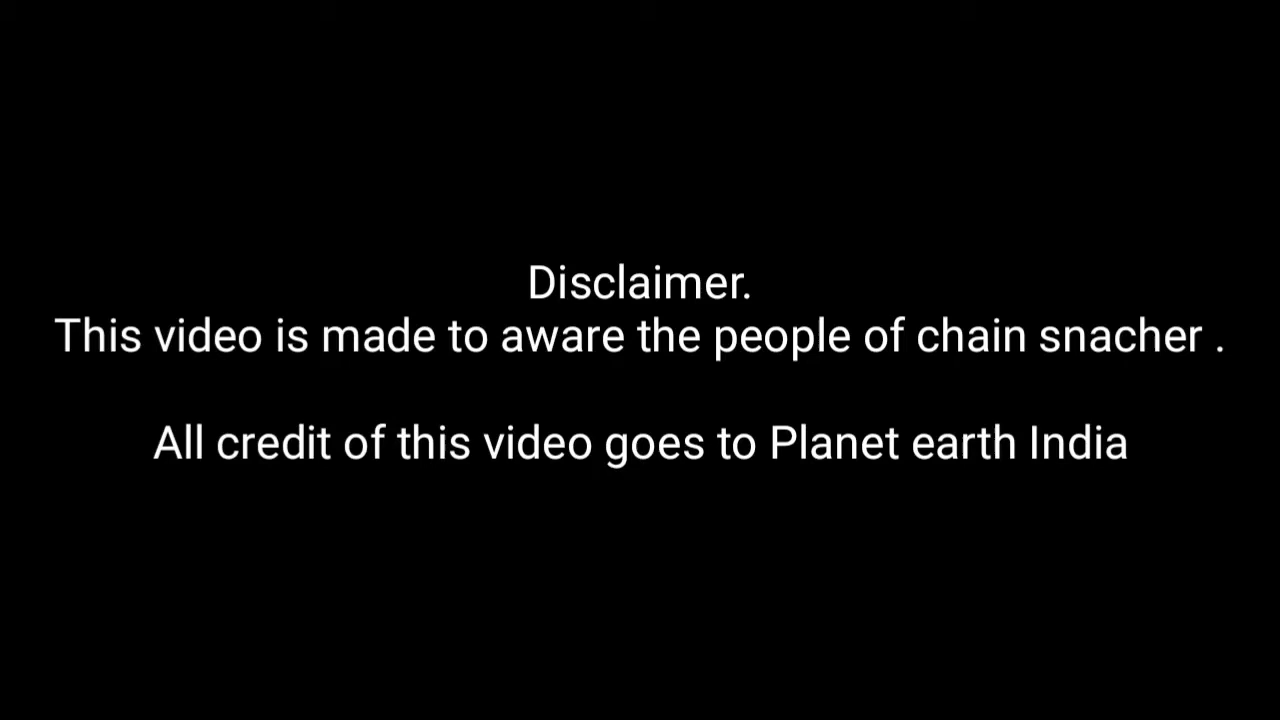 Disclaimer.
This video is made to aware the people of chain snacher .
All credit of this video goes to Planet earth India